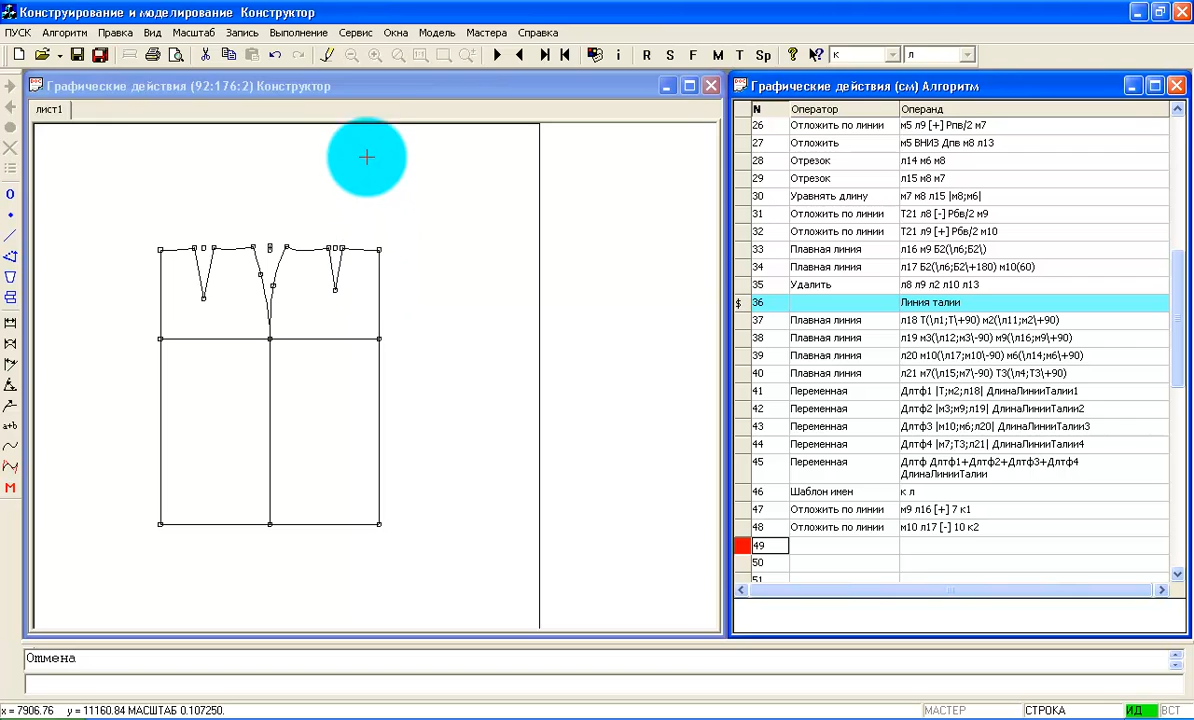 Конструирование и моделирование Конструктор
ПУСК Алгоритм Правка Вид Масштаб Запись Выполнение Сервис Окна Модель Мастера Справка
R S F M T Sp к л
Графические действия (92:176:2) Конструктор
Графические действия (см) Алгоритм
лист1
N Оператор Операнд
26 Отложить по линии м5 л9 [+] Рпв/2 м7
27 Отложить м5 ВНИЗ Дпв м8 л13
28 Отрезок л14 м6 м8
29 Отрезок л15 м8 м7
30 Уравнять длину м7 м8 л15 |м8;м6|
31 Отложить по линии Т21 л8 [-] Рбв/2 м9
32 Отложить по линии Т21 л9 [+] Рбв/2 м10
33 Плавная линия л16 м9 Б2(\л6;Б2\)
34 Плавная линия л17 Б2(\л6;Б2\+180) м10(60)
35 Удалить л8 л9 л2 л10 л13
$ 36 Линия талии
37 Плавная линия л18 Т(\л1;Т\+90) м2(\л11;м2\+90)
38 Плавная линия л19 м3(\л12;м3\-90) м9(\л16;м9\+90)
39 Плавная линия л20 м10(\л17;м10\-90) м6(\л14;м6\+90)
40 Плавная линия л21 м7(\л15;м7\-90) Т3(\л4;Т3\+90)
41 Переменная Длтф1 |Т;м2;л18| ДлинаЛинииТалии1
42 Переменная Длтф2 |м3;м9;л19| ДлинаЛинииТалии2
43 Переменная Длтф3 |м10;м6;л20| ДлинаЛинииТалии3
44 Переменная Длтф4 |м7;Т3;л21| ДлинаЛинииТалии4
45 Переменная Длтф Длтф1+Длтф2+Длтф3+Длтф4
ДлинаЛинииТалии
46 Шаблон имен к л
47 Отложить по линии м9 л16 [+] 7 к1
48 Отложить по линии м10 л17 [-] 10 к2
49
50
51
a+b
M
Отмена
x = 7906.76 y = 11160.84 МАСШТАБ 0.107250. МАСТЕР СТРОКА ИД ВСТ